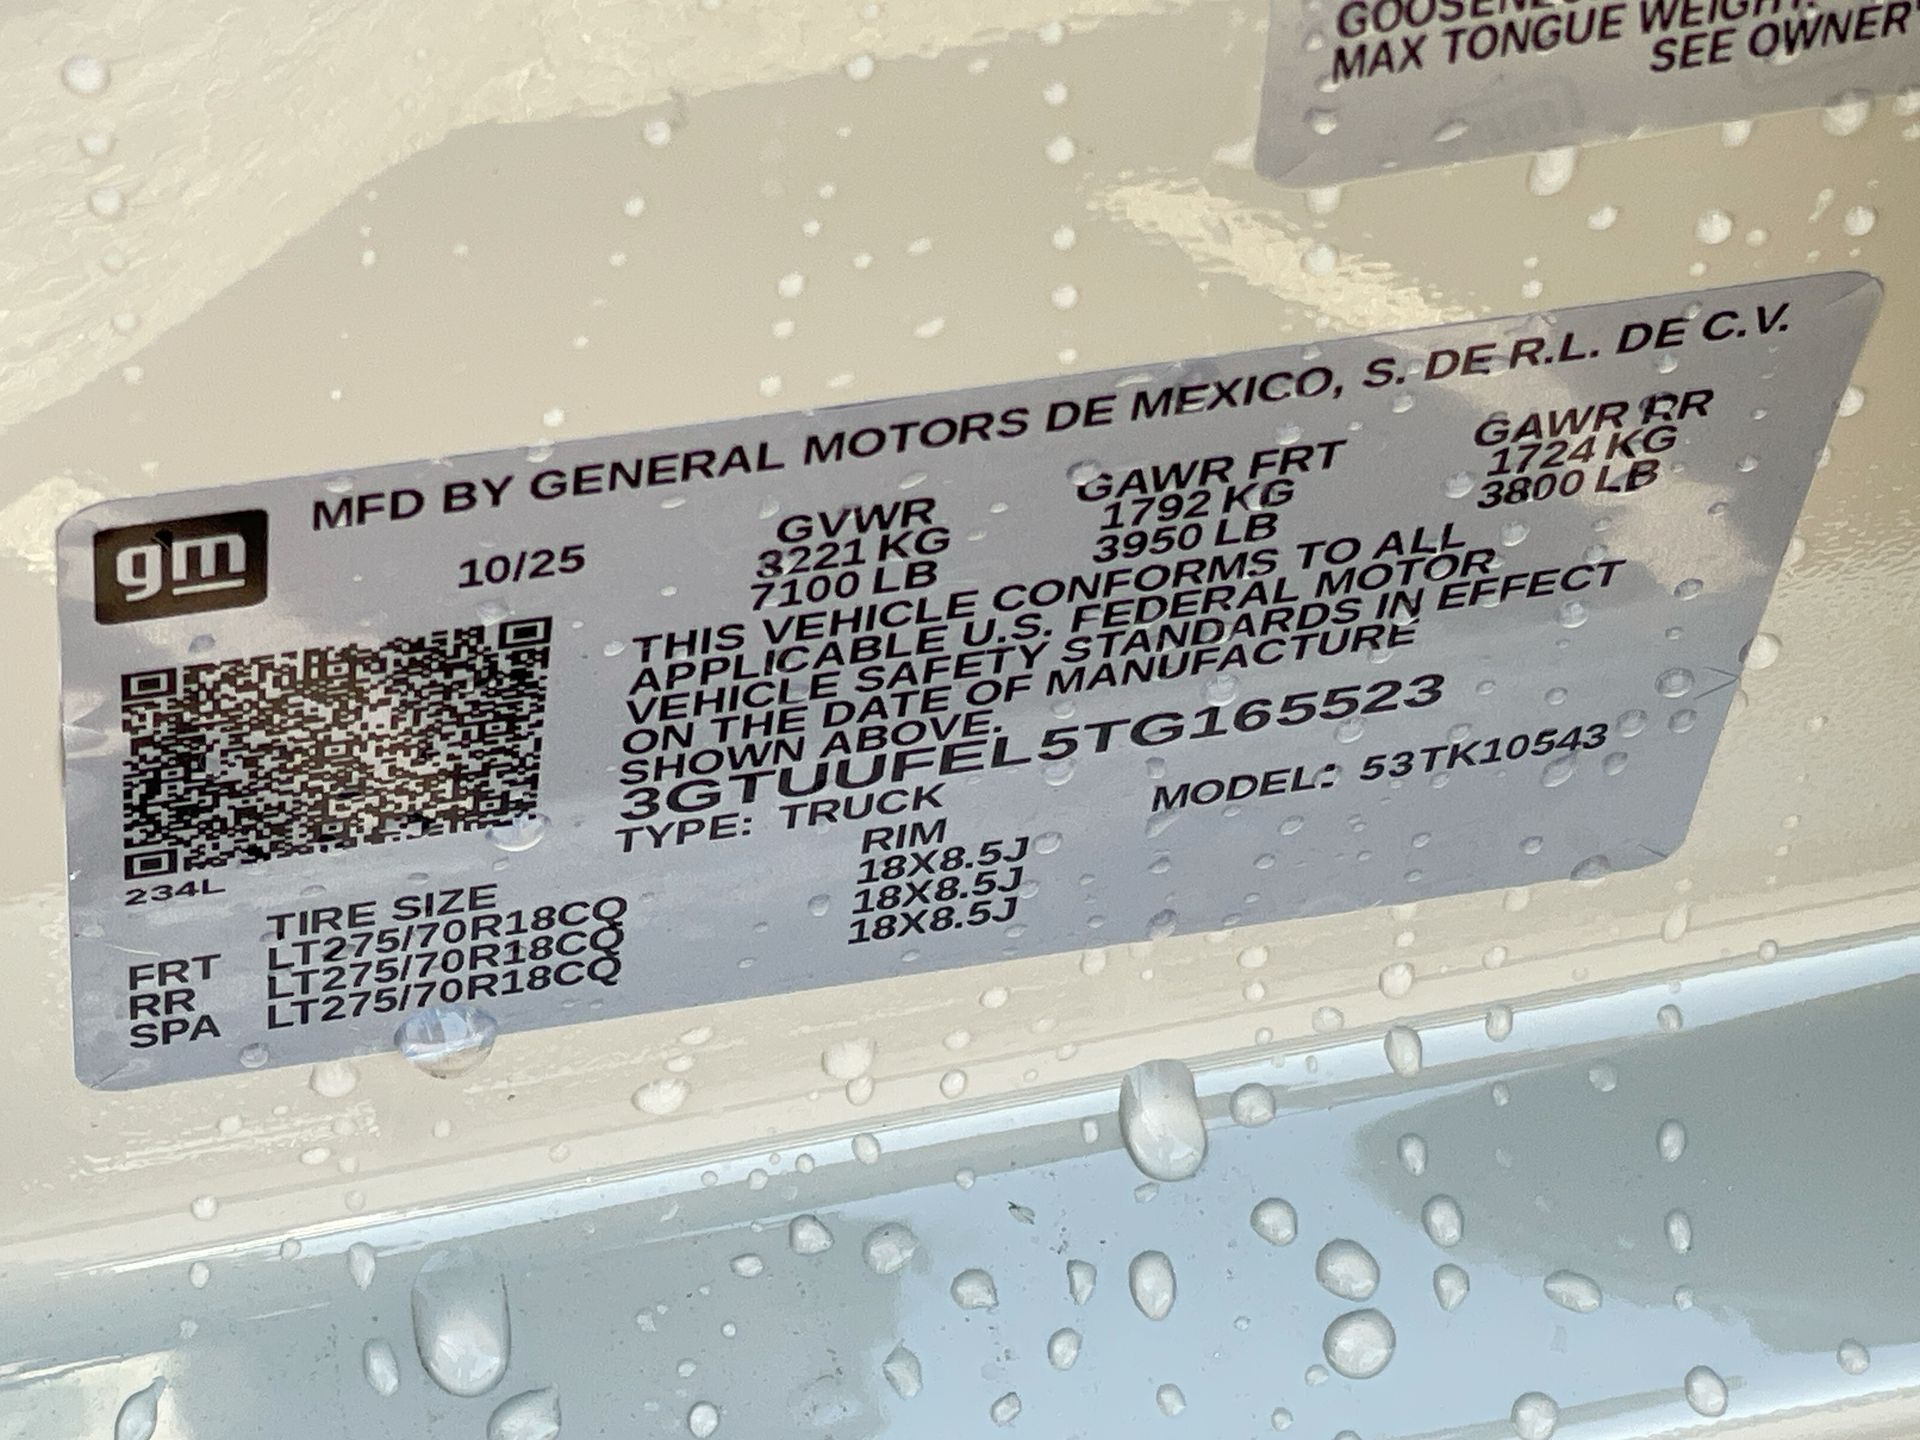 MAX TONGUE WEIGHT
SEE OWNER
gm
MFD BY GENERAL MOTORS DE MEXICO, S. DE R.L. DE C.V.
10/25
GVWR GAWR FRT GAWR RR
3221 KG 1792 KG 1724 KG
7100 LB 3950 LB 3800 LB
THIS VEHICLE CONFORMS TO ALL
APPLICABLE U.S. FEDERAL MOTOR
VEHICLE SAFETY STANDARDS IN EFFECT
ON THE DATE OF MANUFACTURE
SHOWN ABOVE.
3GTUUFEL5TG165523
TYPE: TRUCK MODEL: 53TK10543
234L
TIRE SIZE RIM
FRT LT275/70R18CQ 18X8.5J
RR LT275/70R18CQ 18X8.5J
SPA LT275/70R18CQ 18X8.5J